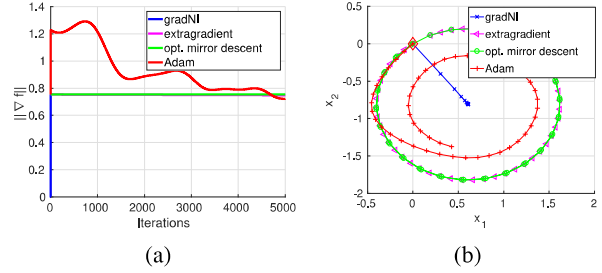 1.4
1.2
1
0.8
0.6
0.4
0.2
0
0 1000 2000 3000 4000 5000
|| ∇ f||
Iterations
gradNI
extragradient
opt. mirror descent
Adam
(a)
0.5
0
-0.5
-1
-1.5
-2
-0.5 0 0.5 1 1.5 2
x_2
x_1
gradNI
extragradient
opt. mirror descent
Adam
(b)